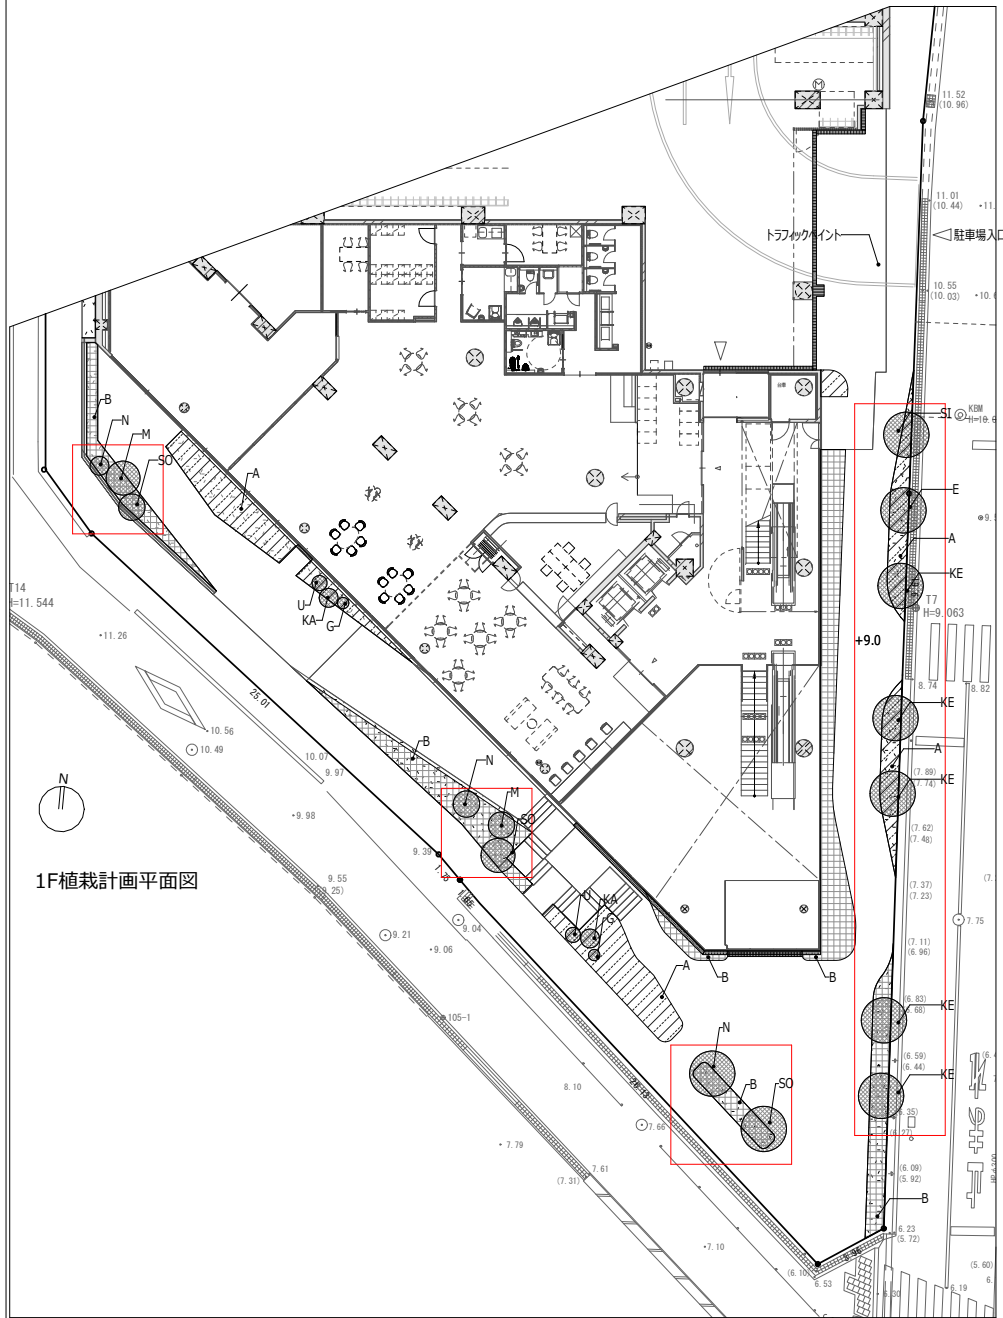 11.52
(10.96)
11.01
(10.44)
トラフィックペイント
駐車場入口
10.55
(10.03)
SI
KBM
E
A
KE
T7
H=9.063
+9.0
8.74
8.82
KE
A
(7.89)
(7.74)
KE
(7.62)
(7.48)
(7.37)
(7.23)
7.75
(7.11)
(6.96)
(6.83)
KE
(6.59)
(6.44)
KE
(6.09)
(5.92)
B
6.23
(5.72)
5.96
(5.60)
6.19
(6.10)
6.53
6.30
B
N
M
SO
A
U
KA
G
T14
H=11.544
11.26
25.01
10.56
10.49
10.07
9.97
9.98
N
1F植栽計画平面図
B
N
M
SO
9.39
9.55
(9.25)
9.21
9.04
9.06
U
KA
G
A
B
B
105-1
8.10
7.66
7.79
7.61
(7.31)
7.10
N
B
SO
M